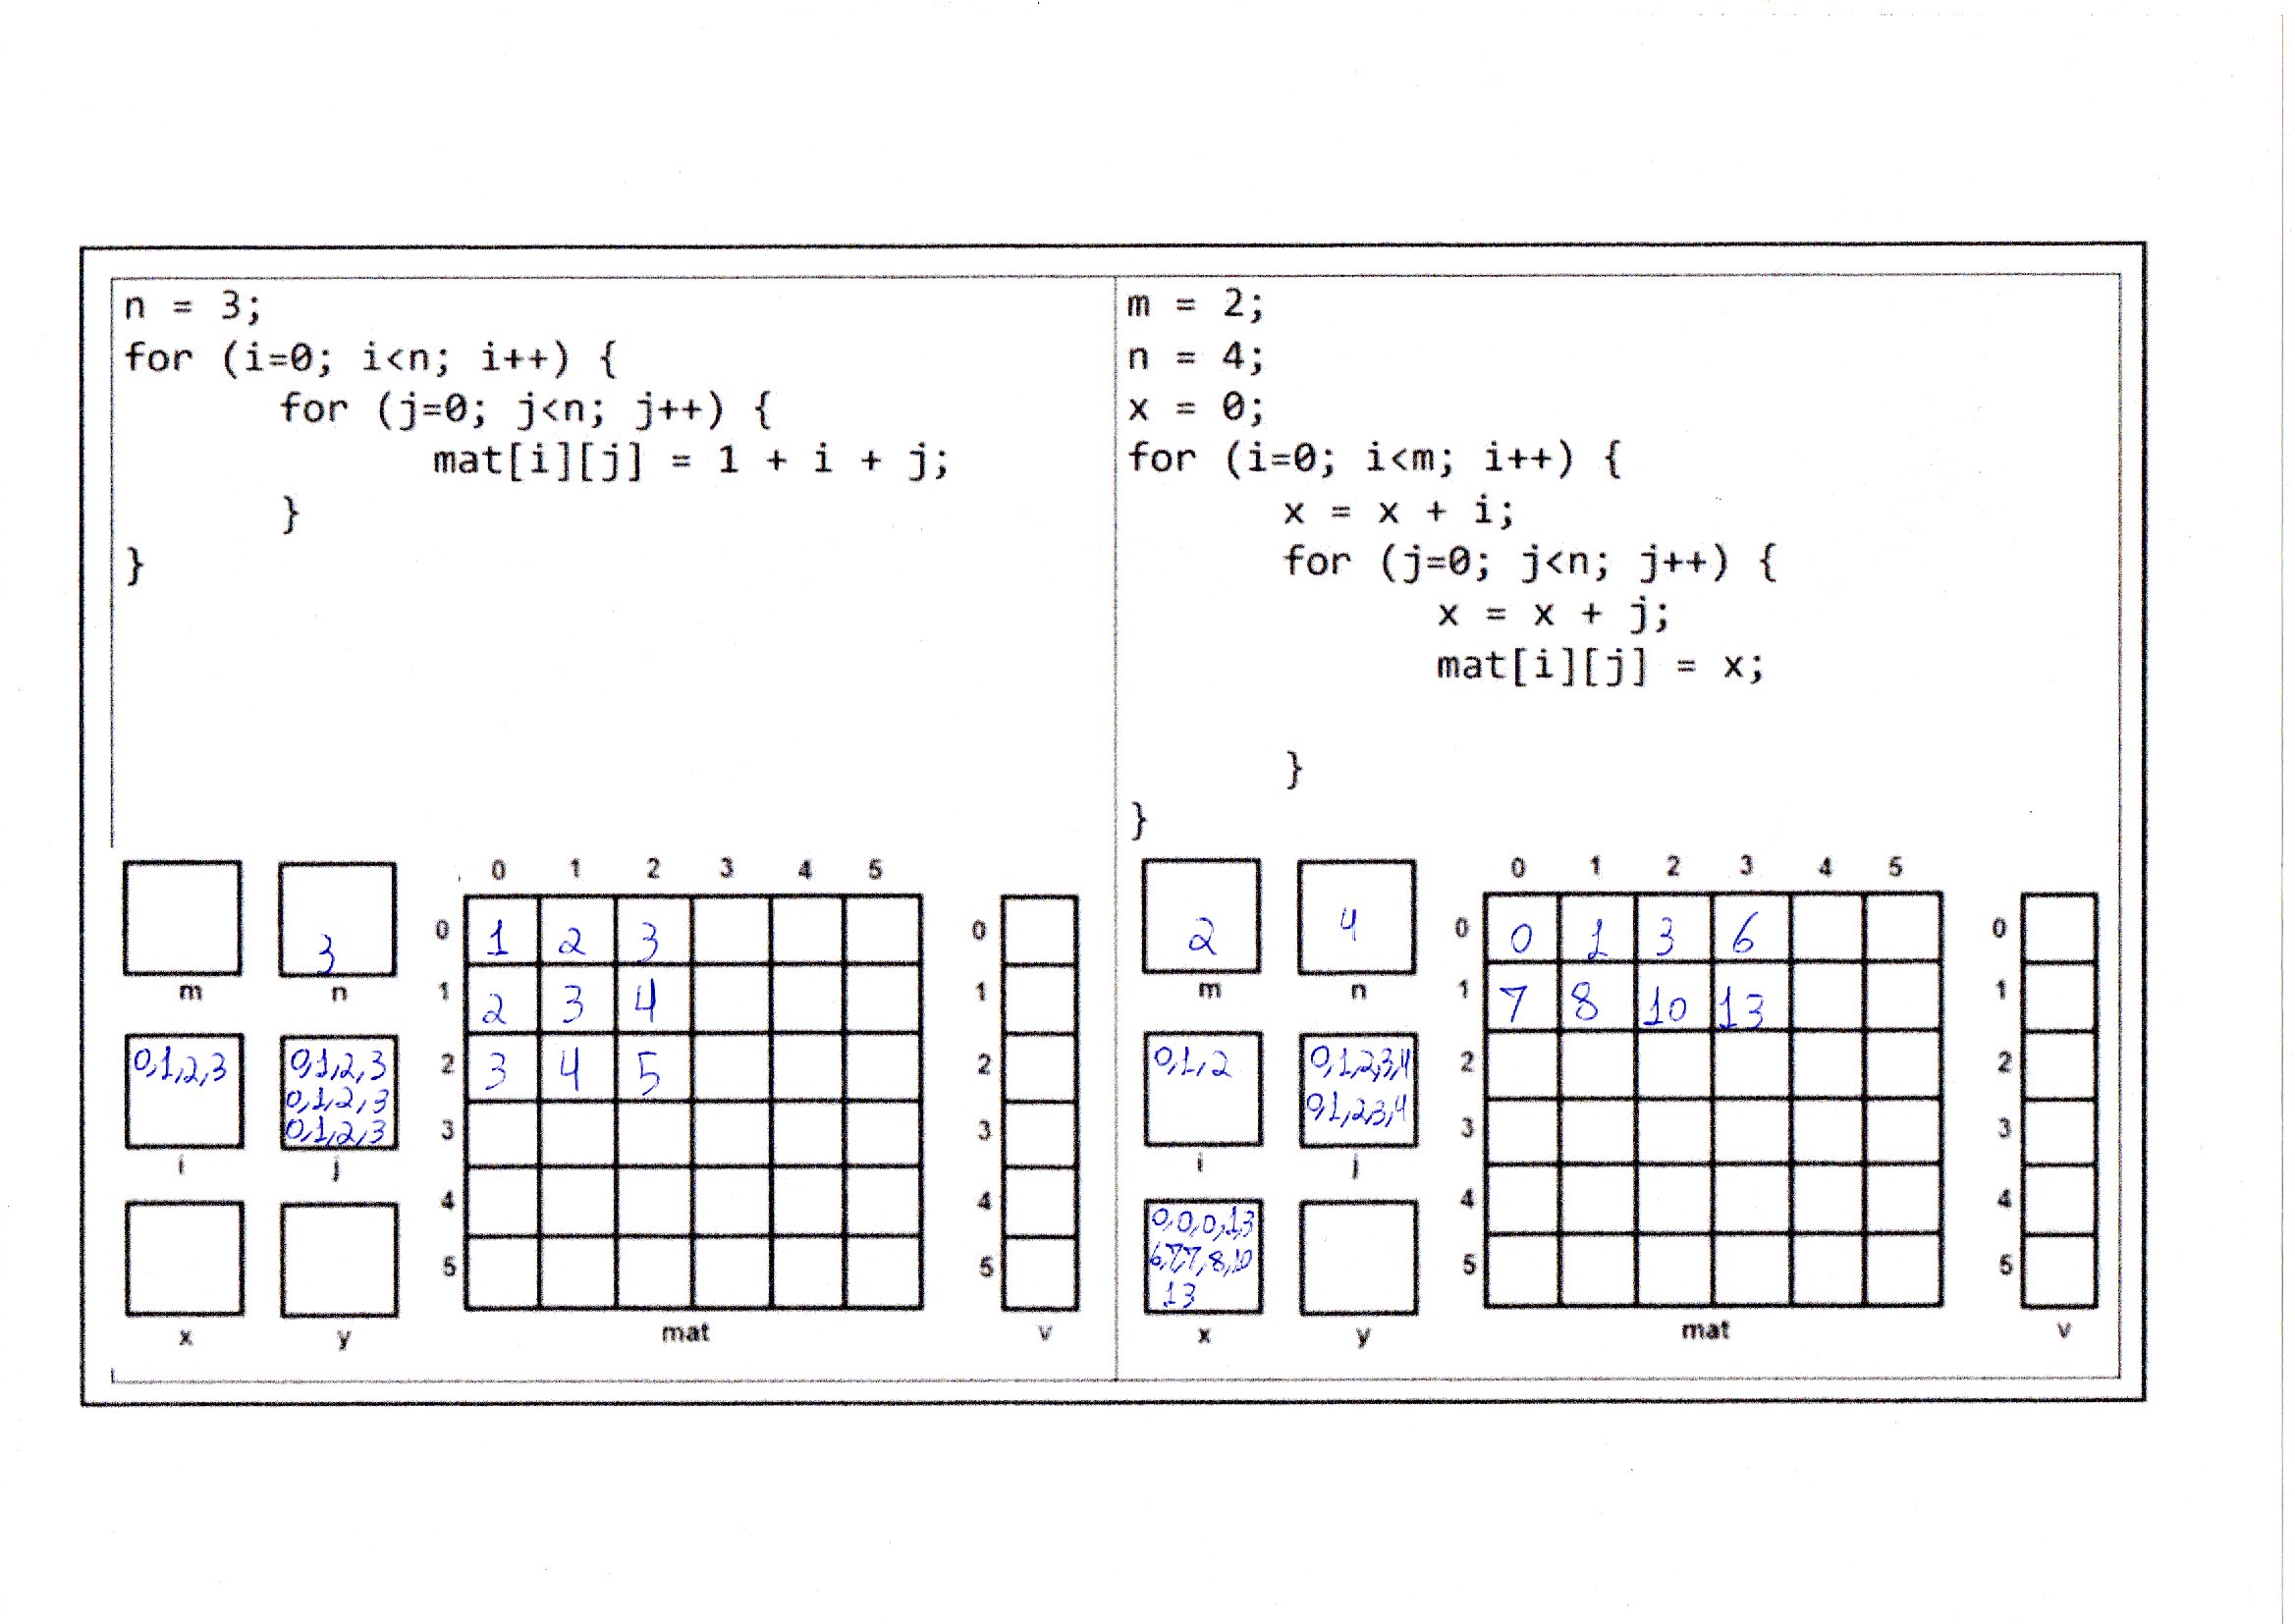 n = 3;
for (i=0; i<n; i++) {
for (j=0; j<n; j++) {
mat[i][j] = 1 + i + j;
}
}
m n
3
i j
0,1,2,3
0,1,2,3
0,1,2,3
0,1,2,3
x y
0 1 2 3 4 5
0 1 2 3
1 2 3 4
2 3 4 5
3
4
5
mat
0
1
2
3
4
5
v
m = 2;
n = 4;
x = 0;
for (i=0; i<m; i++) {
x = x + i;
for (j=0; j<n; j++) {
x = x + j;
mat[i][j] = x;
}
}
2 4
m n
0,1,2
0,1,2,3,4
0,1,2,3,4
i j
0,0,0,1,3
6,7,7,8,10
13
x y
0 1 2 3 4 5
0 0 1 3 6
1 7 8 10 13
2
3
4
5
mat
0
1
2
3
4
5
v